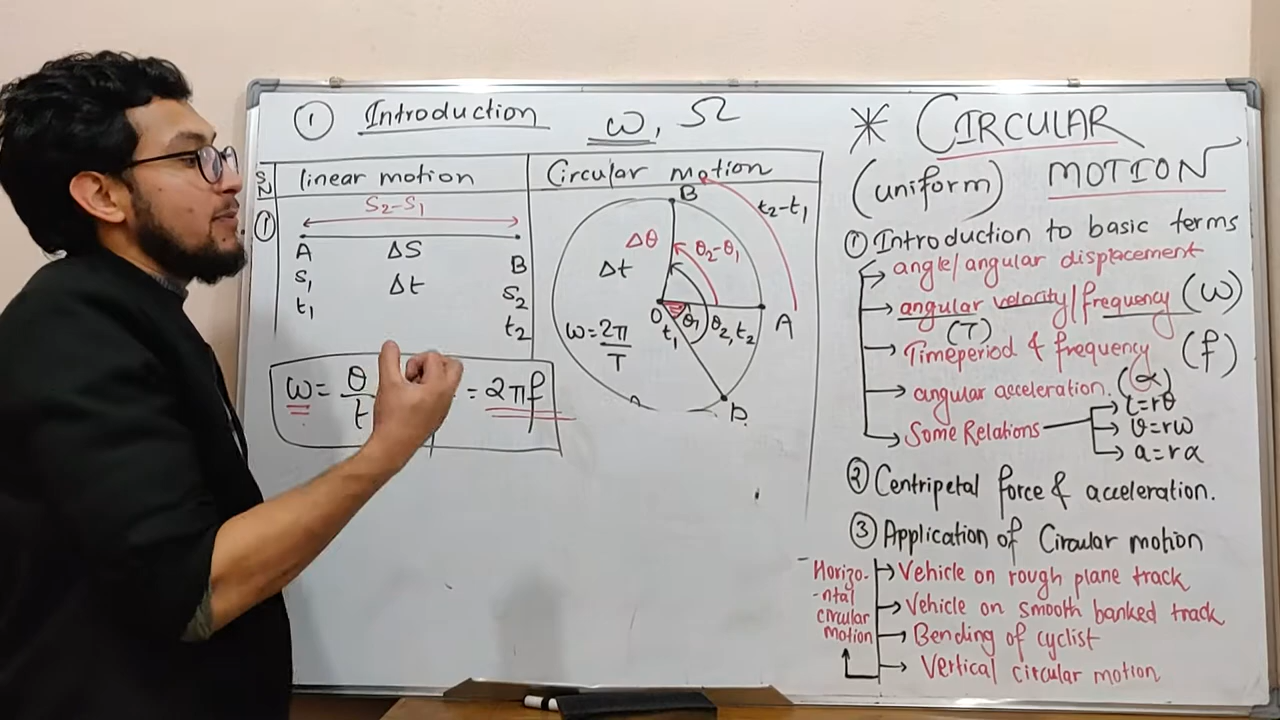 ① Introduction
ω, Ω
S N
linear motion
Circular motion
①
S₂-S₁
A
ΔS
B
S₁
Δt
S₂
t₁
t₂
ω = θ/t
= 2πf
B
t₂-t₁
Δθ
θ₂-θ₁
Δt
O
θ₁
θ₂, t₂
A
t₁
ω = 2π/T
* CIRCULAR
(uniform) MOTION
① Introduction to basic terms
→ angle/angular displacement
→ angular velocity/frequency (ω)
(T)
→ Timeperiod & frequency (f)
→ angular acceleration. (α)
→ Some Relations → l=rθ
→ v=rω
→ a=rα
② Centripetal force & acceleration.
③ Application of Circular motion
Horizo-
-ntal
circular
motion
→ Vehicle on rough plane track
→ Vehicle on smooth banked track
→ Bending of cyclist
→ Vertical circular motion